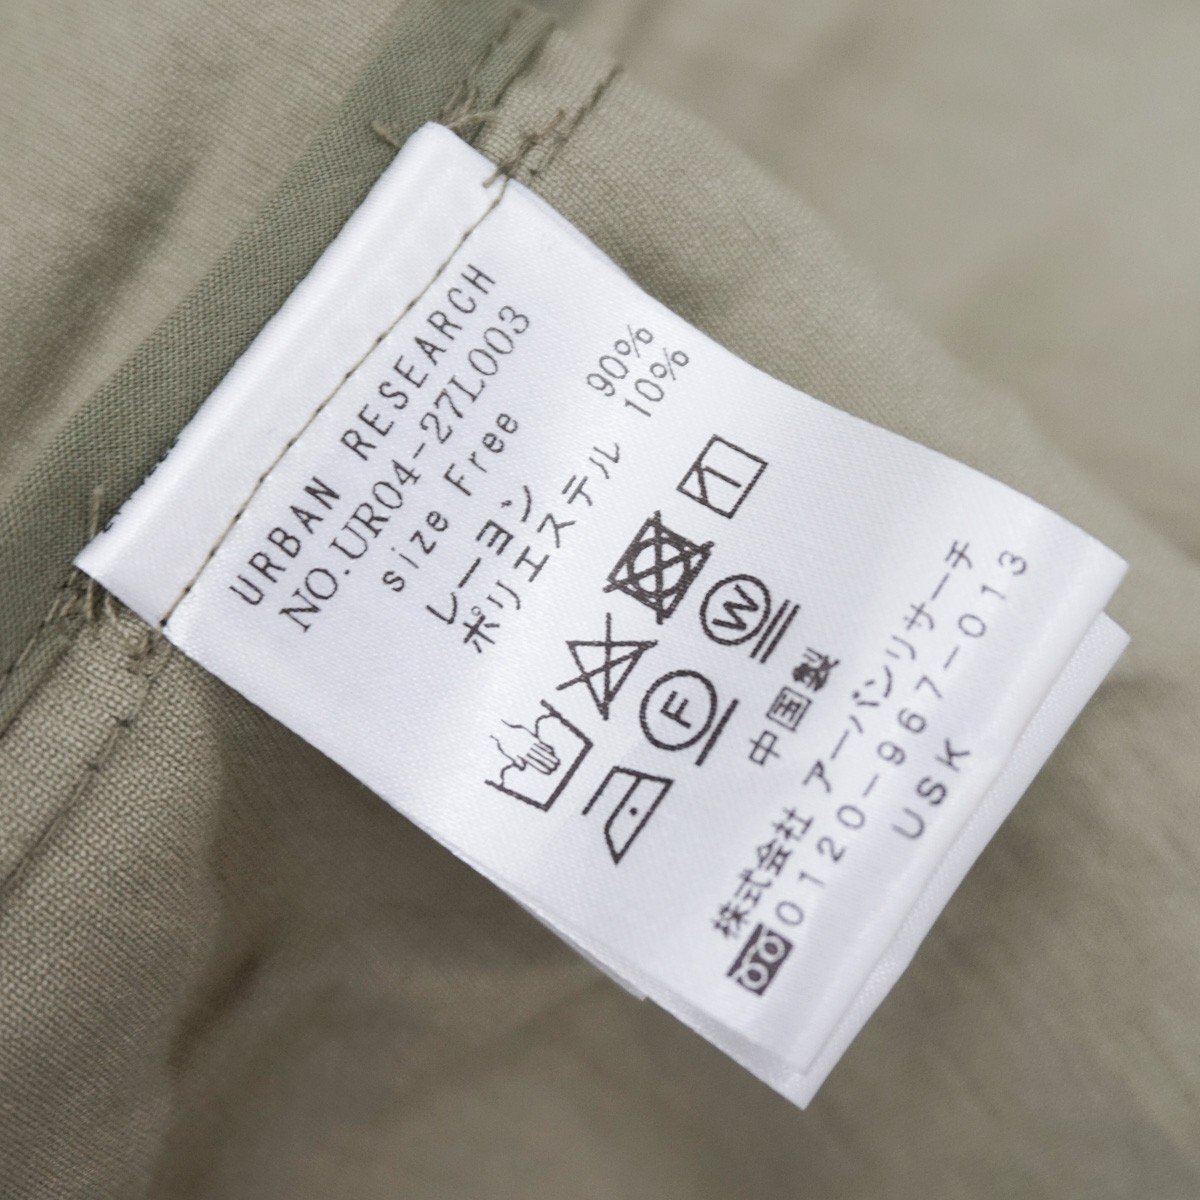 URBAN RESEARCH
NO.UR04-27L003
size Free
レーヨン 90%
ポリエステル 10%
W
F
中国製
株式会社 アーバンリサーチ
0120-967-013
USK